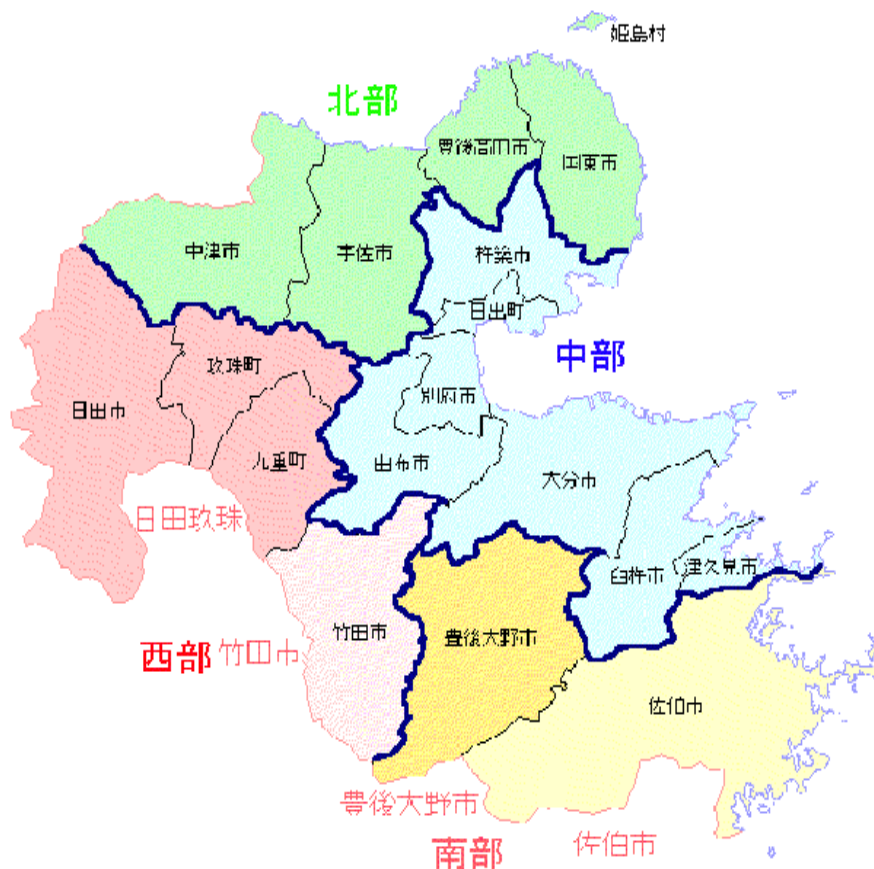 姫島村
北部
豊後高田市
国東市
中津市
宇佐市
杵築市
日出町
中部
玖珠町
日田市
別府市
九重町
由布市
大分市
日田玖珠
臼杵市
津久見市
竹田市
豊後大野市
西部
竹田市
佐伯市
豊後大野市
南部
佐伯市